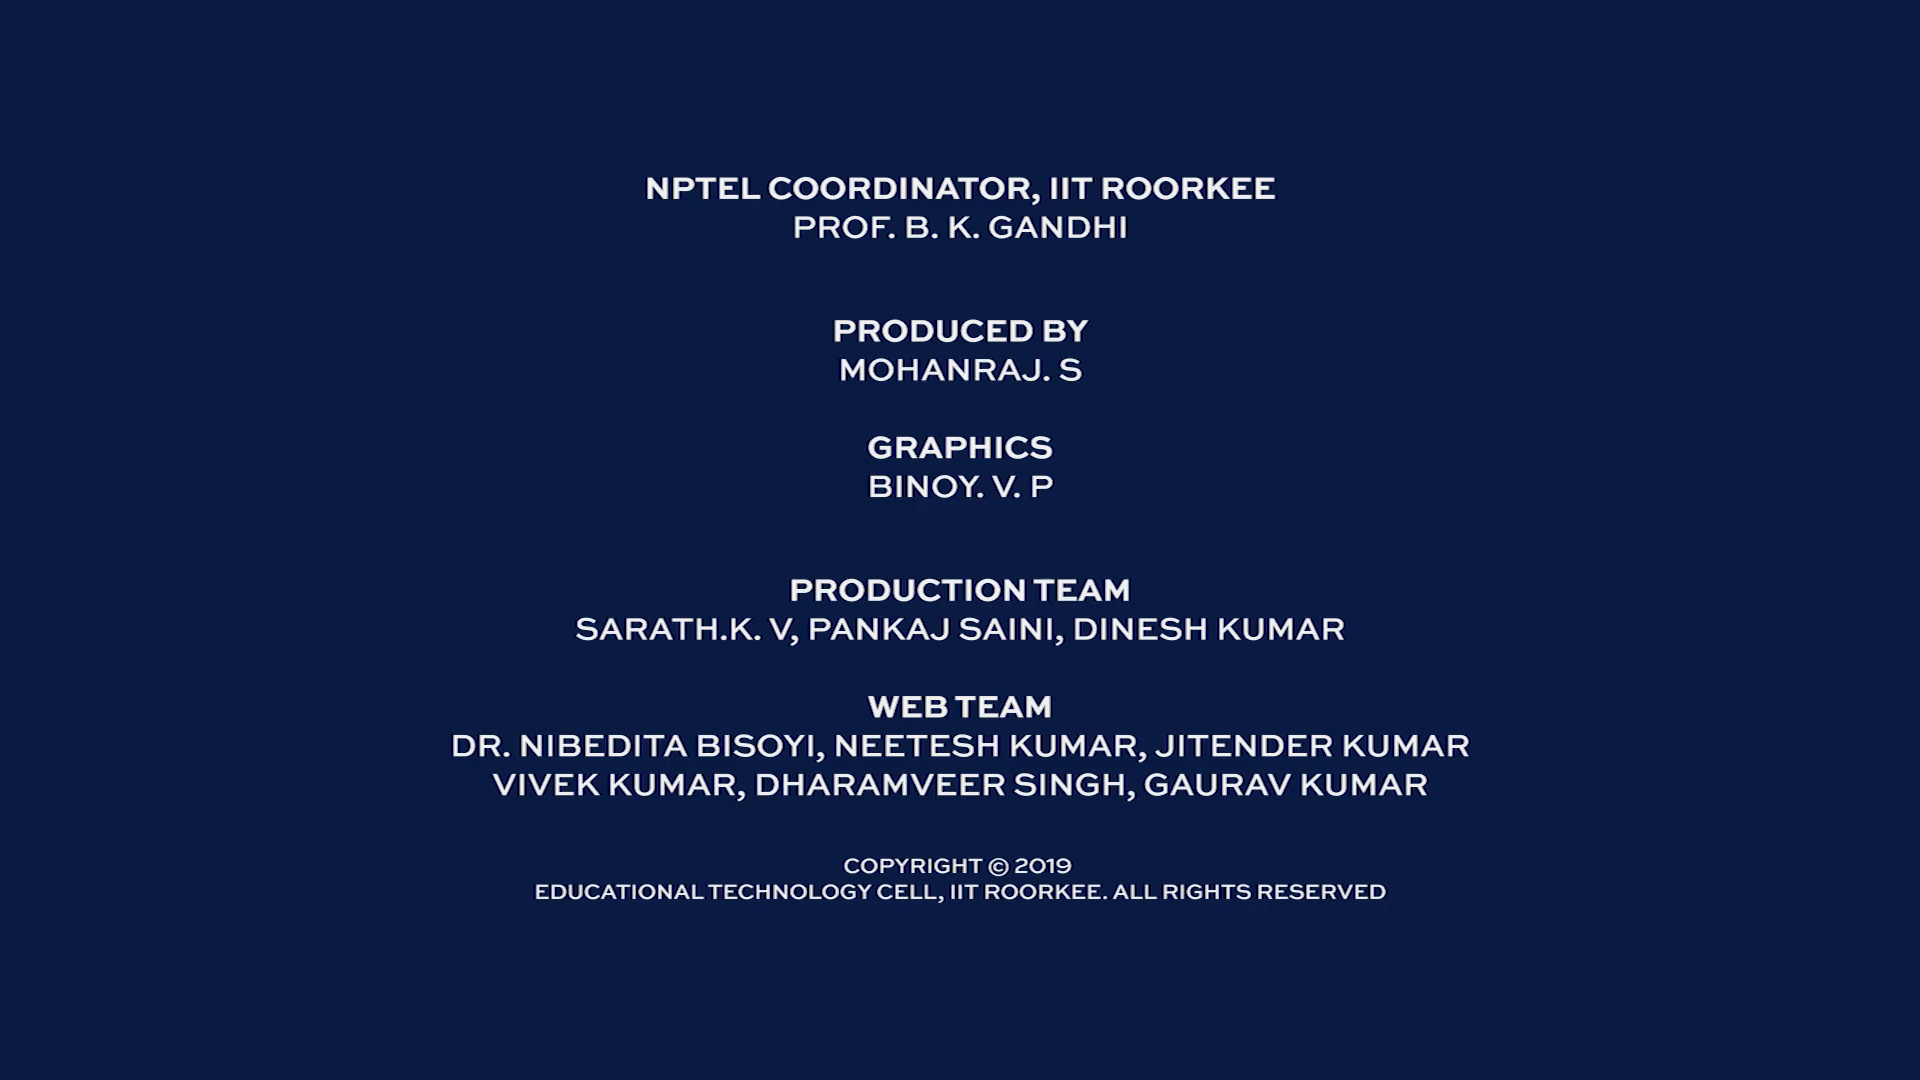 NPTEL COORDINATOR, IIT ROORKEE
PROF. B. K. GANDHI
PRODUCED BY
MOHANRAJ. S
GRAPHICS
BINOY. V. P
PRODUCTION TEAM
SARATH.K. V, PANKAJ SAINI, DINESH KUMAR
WEB TEAM
DR. NIBEDITA BISOYI, NEETESH KUMAR, JITENDER KUMAR
VIVEK KUMAR, DHARAMVEER SINGH, GAURAV KUMAR
COPYRIGHT © 2019
EDUCATIONAL TECHNOLOGY CELL, IIT ROORKEE. ALL RIGHTS RESERVED